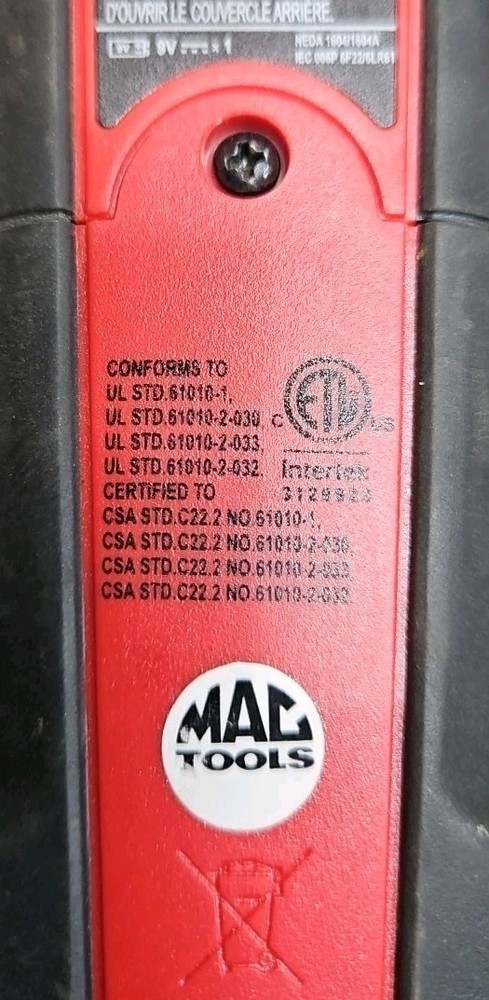 D'OUVRIR LE COUVERCLE ARRIERE.
9V 9V × 1
NEDA 1604/1604A
IEC 006P 6F22/6LR61
CONFORMS TO
UL STD.61010-1,
UL STD.61010-2-030,
UL STD.61010-2-033,
UL STD.61010-2-032.
CERTIFIED TO
CSA STD.C22.2 NO.61010-1,
CSA STD.C22.2 NO.61010-2-030,
CSA STD.C22.2 NO.61010-2-033,
CSA STD.C22.2 NO.61010-2-032.
C ETL US
Intertek
MAC
TOOLS